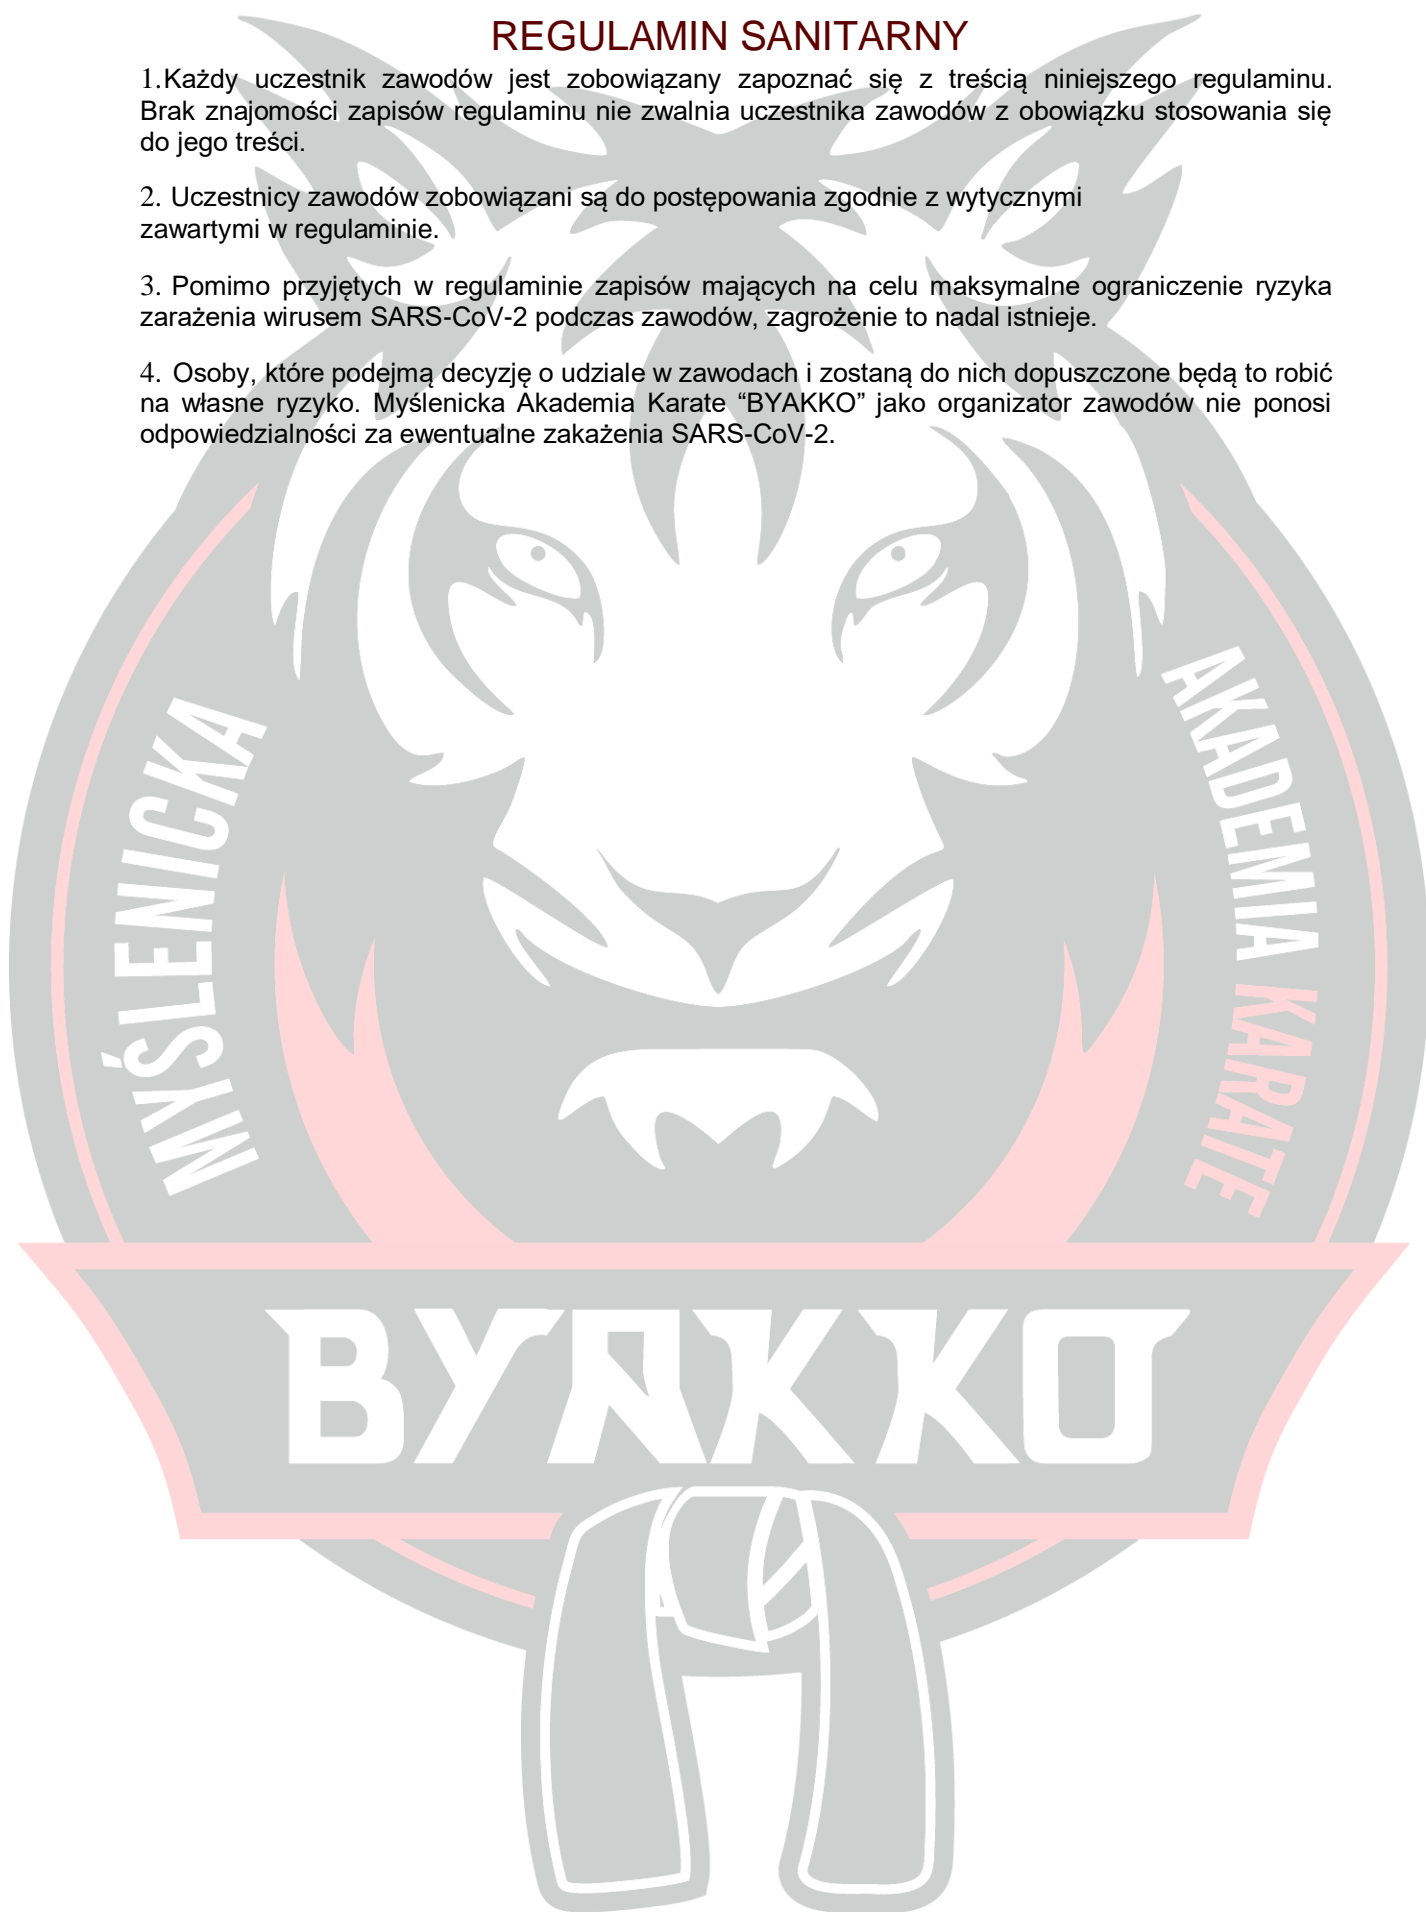 REGULAMIN SANITARNY
1.Każdy uczestnik zawodów jest zobowiązany zapoznać się z treścią niniejszego regulaminu.
Brak znajomości zapisów regulaminu nie zwalnia uczestnika zawodów z obowiązku stosowania się
do jego treści.
2. Uczestnicy zawodów zobowiązani są do postępowania zgodnie z wytycznymi
zawartymi w regulaminie.
3. Pomimo przyjętych w regulaminie zapisów mających na celu maksymalne ograniczenie ryzyka
zarażenia wirusem SARS-CoV-2 podczas zawodów, zagrożenie to nadal istnieje.
4. Osoby, które podejmą decyzję o udziale w zawodach i zostaną do nich dopuszczone będą to robić
na własne ryzyko. Myślenicka Akademia Karate “BYAKKO” jako organizator zawodów nie ponosi
odpowiedzialności za ewentualne zakażenia SARS-CoV-2.
MYŚLENICKA
AKADEMIA KARATE
BYAKKO